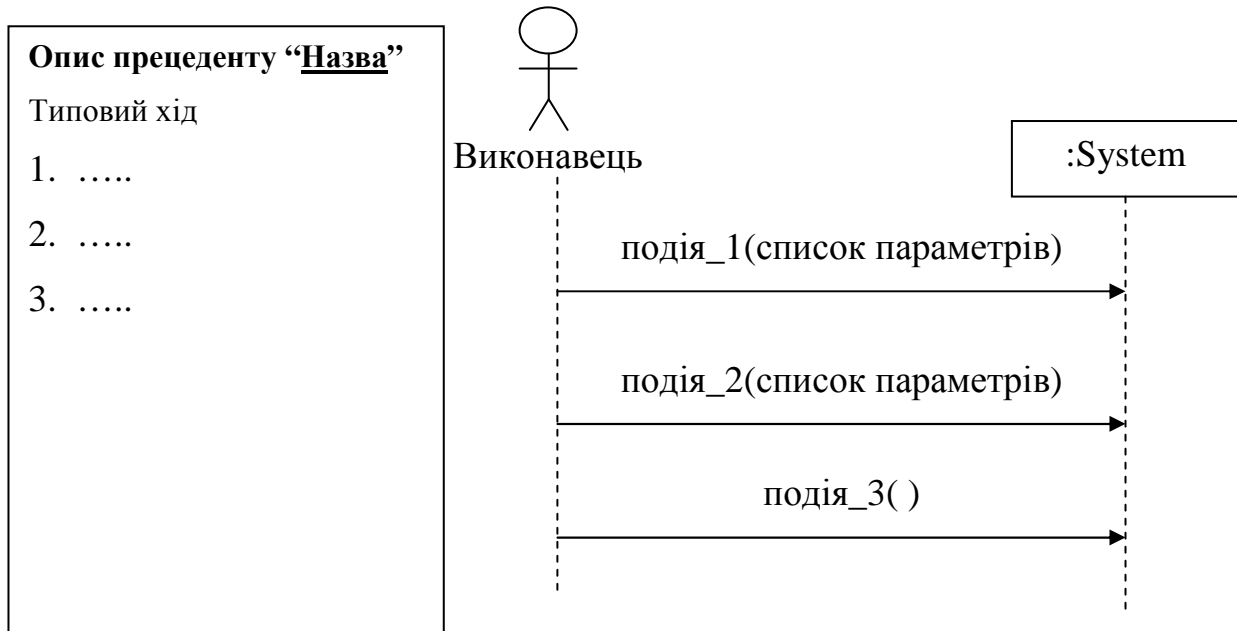 Опис прецеденту “Назва”
Типовий хід
1. …..
2. …..
3. …..
Виконавець
:System
подія_1(список параметрів)
подія_2(список параметрів)
подія_3( )